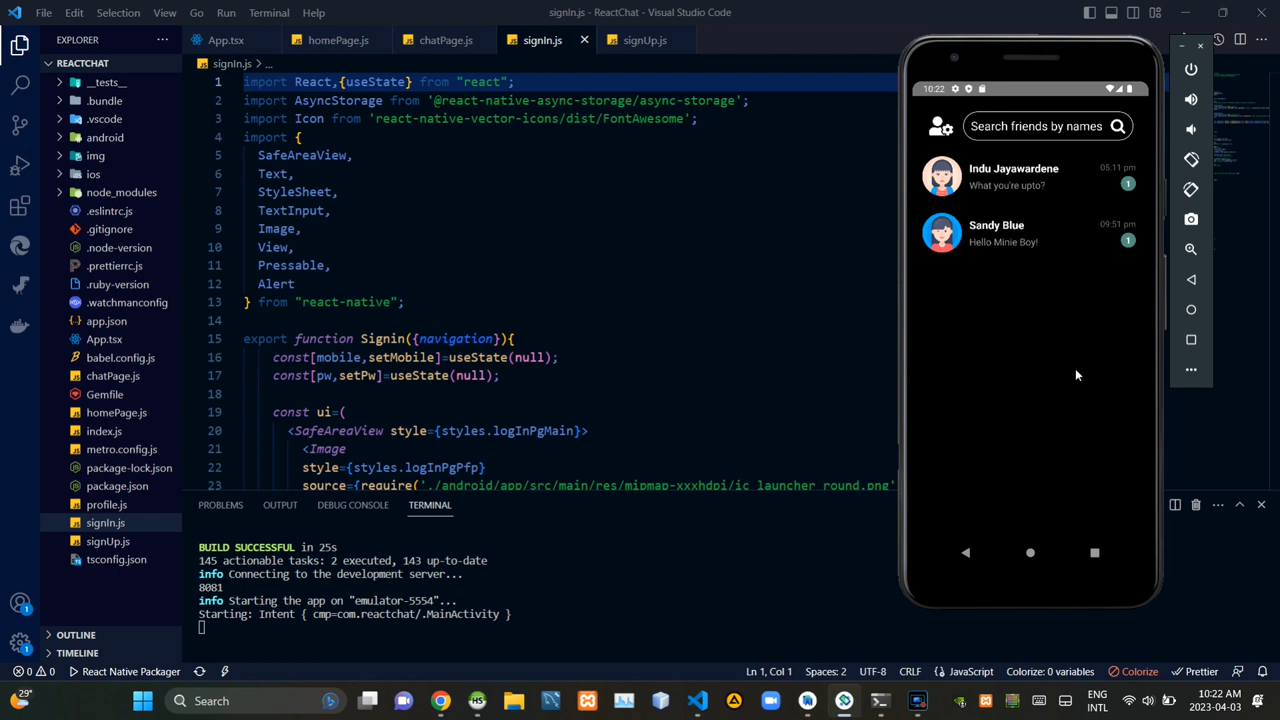 File Edit Selection View Go Run Terminal Help
signIn.js - ReactChat - Visual Studio Code
EXPLORER
REACTCHAT
__tests__
.bundle
.vscode
android
img
ios
node_modules
.eslintrc.js
.gitignore
.node-version
.prettierrc.js
.ruby-version
.watchmanconfig
app.json
App.tsx
babel.config.js
chatPage.js
Gemfile
homePage.js
index.js
metro.config.js
package-lock.json
package.json
profile.js
signIn.js
signUp.js
tsconfig.json
OUTLINE
TIMELINE
App.tsx homePage.js chatPage.js signIn.js signUp.js
signIn.js > ...
1 import React,{useState} from "react";
2 import AsyncStorage from '@react-native-async-storage/async-storage';
3 import Icon from 'react-native-vector-icons/dist/FontAwesome';
4 import {
5 SafeAreaView,
6 Text,
7 StyleSheet,
8 TextInput,
9 Image,
10 View,
11 Pressable,
12 Alert
13 } from "react-native";
14
15 export function Signin({navigation}){
16 const[mobile,setMobile]=useState(null);
17 const[pw,setPw]=useState(null);
18
19 const ui=(
20 <SafeAreaView style={styles.logInPgMain}>
21 <Image
22 style={styles.logInPgPfp}
23 source={require('./android/app/src/main/res/mipmap-xxxhdpi/ic_launcher_round.png'
PROBLEMS OUTPUT DEBUG CONSOLE TERMINAL
BUILD SUCCESSFUL in 25s
145 actionable tasks: 2 executed, 143 up-to-date
info Connecting to the development server...
8081
info Starting the app on "emulator-5554"...
Starting: Intent { cmp=com.reactchat/.MainActivity }
10:22
Search friends by names
Indu Jayawardene 05:11 pm
What you're upto? 1
Sandy Blue 09:51 pm
Hello Minie Boy! 1
1
1
0 0 React Native Packager
Ln 1, Col 1 Spaces: 2 UTF-8 CRLF JavaScript Colorize: 0 variables Colorize Prettier
29° Search
ENG
INTL
10:22 AM
2023-04-03